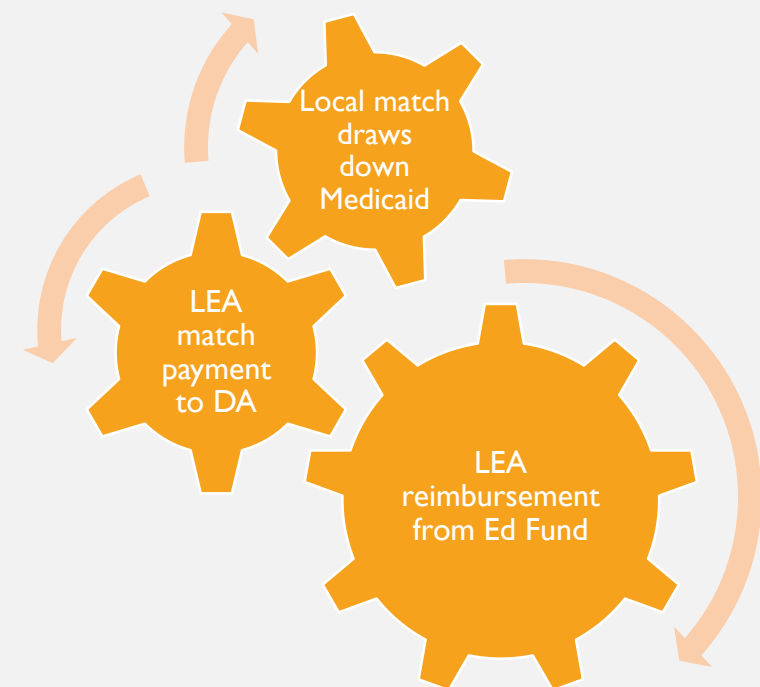 Local match
draws
down
Medicaid
LEA
match
payment
to DA
LEA
reimbursement
from Ed Fund